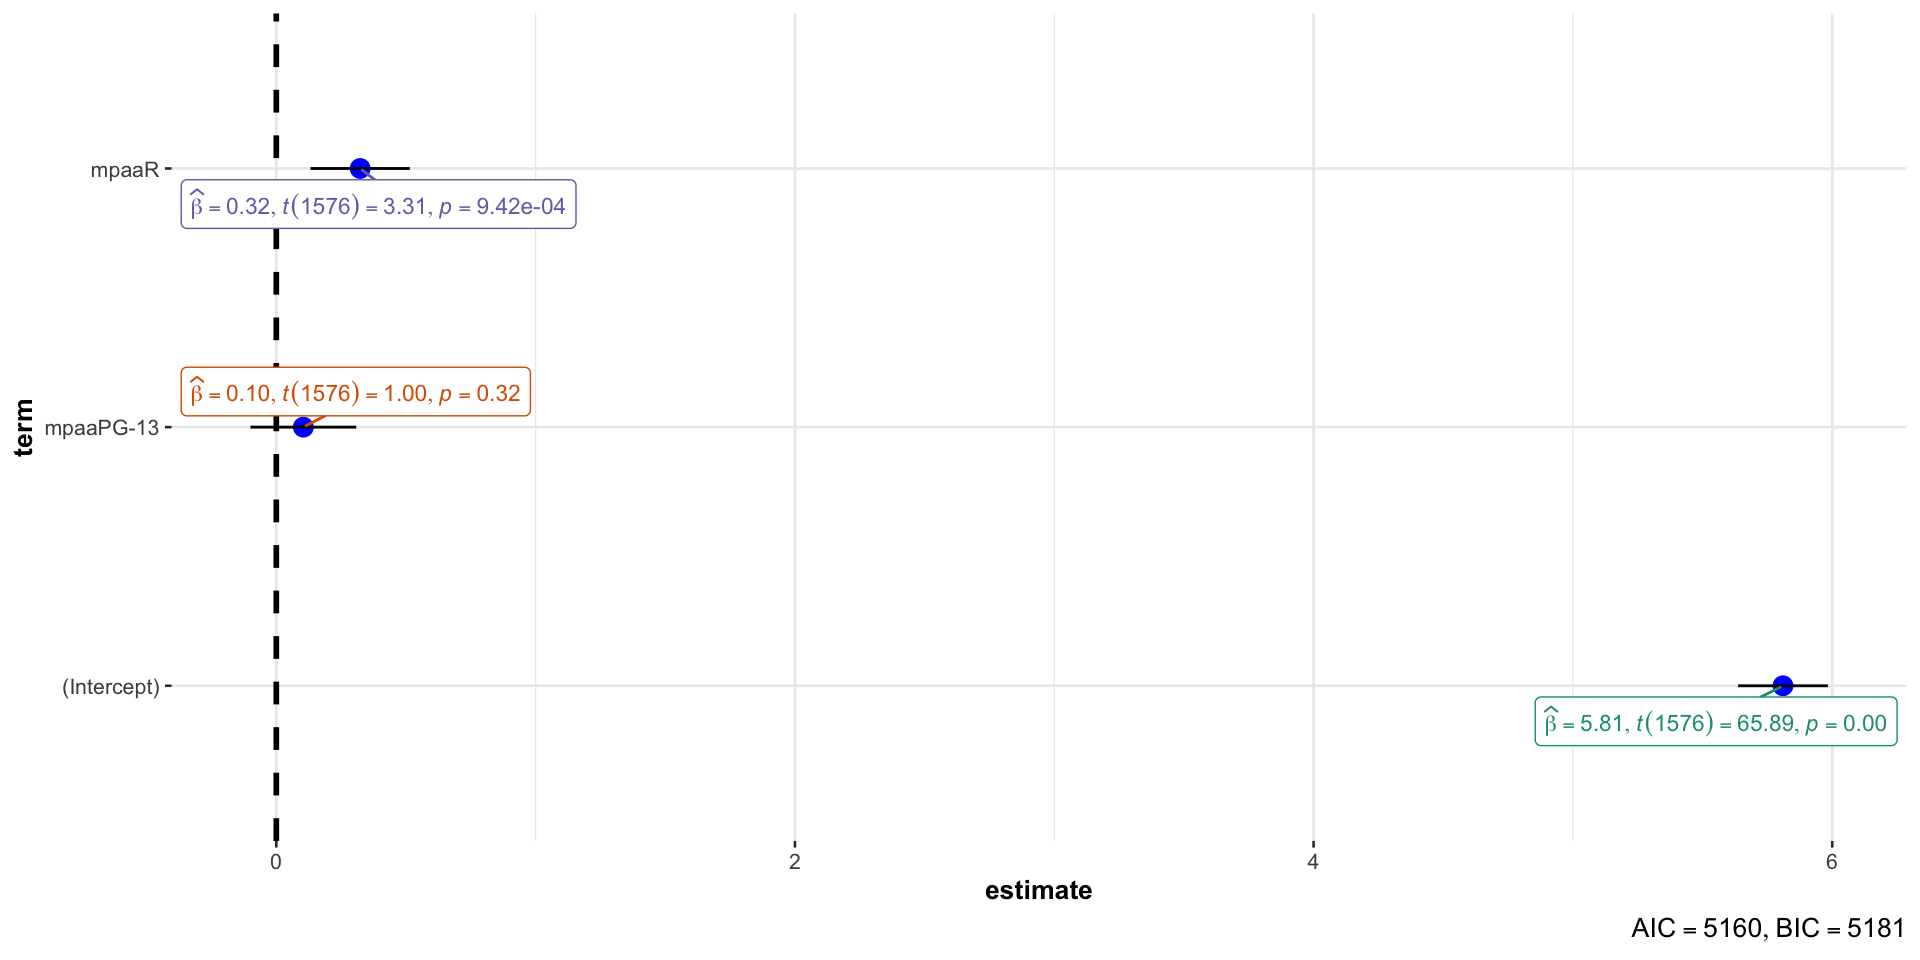 mpaaR
β̂ = 0.32, t(1576) = 3.31, p = 9.42e-04
β̂ = 0.10, t(1576) = 1.00, p = 0.32
mpaaPG-13
term
(Intercept)
β̂ = 5.81, t(1576) = 65.89, p = 0.00
0 2 4 6
estimate
AIC = 5160, BIC = 5181